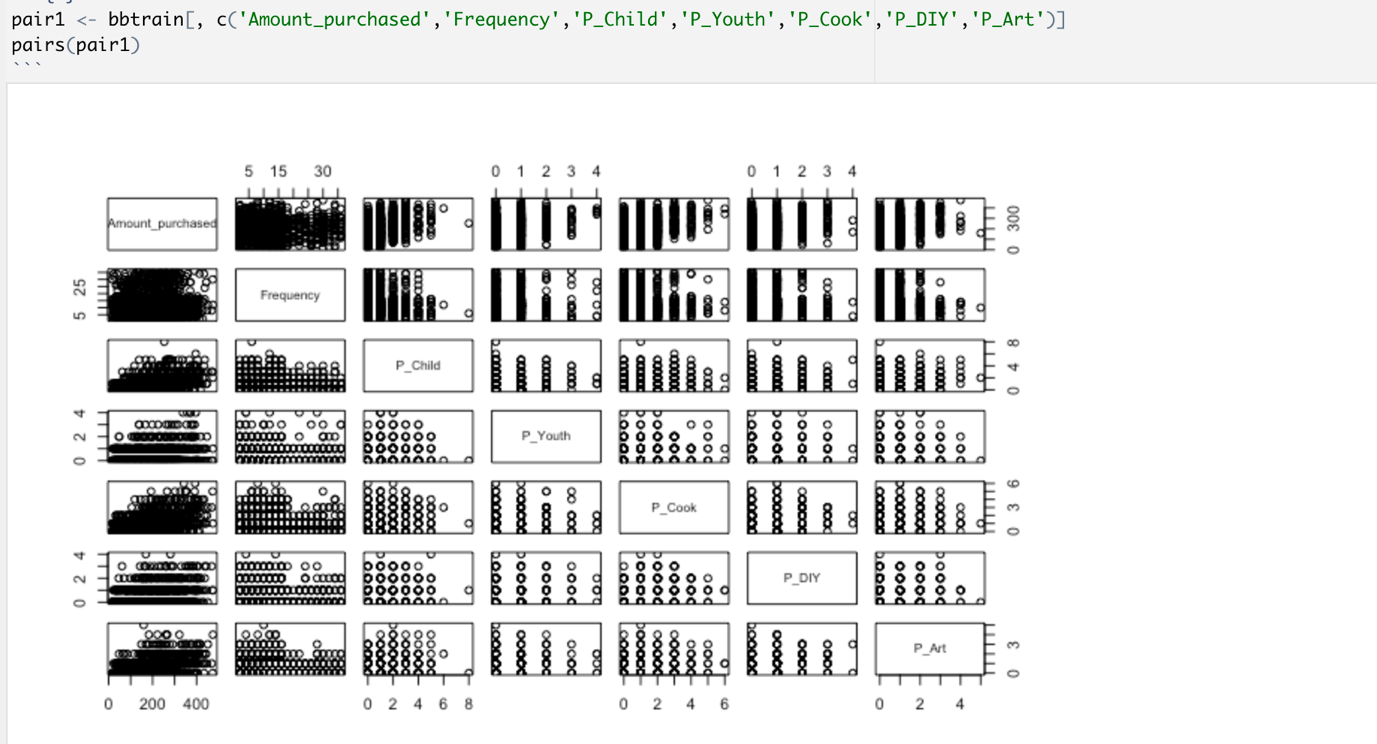 pair1 <- bbtrain[, c('Amount_purchased','Frequency','P_Child','P_Youth','P_Cook','P_DIY','P_Art')]
pairs(pair1)
```
5 15 30 0 1 2 3 4 0 1 2 3 4
Amount_purchased 0 300
5 25 Frequency
P_Child 0 4 8
0 2 4 P_Youth
P_Cook 0 3 6
0 2 4 P_DIY
P_Art 0 3
0 200 400 0 2 4 6 8 0 2 4 6 0 2 4